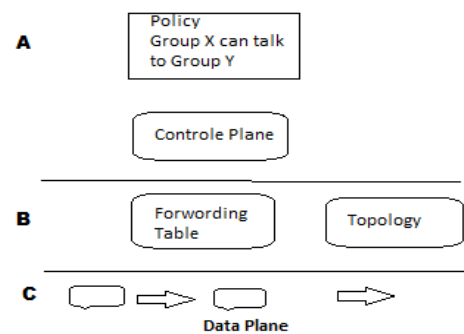 A
Policy
Group X can talk
to Group Y
Controle Plane
B
Forwording
Table
Topology
C
Data Plane